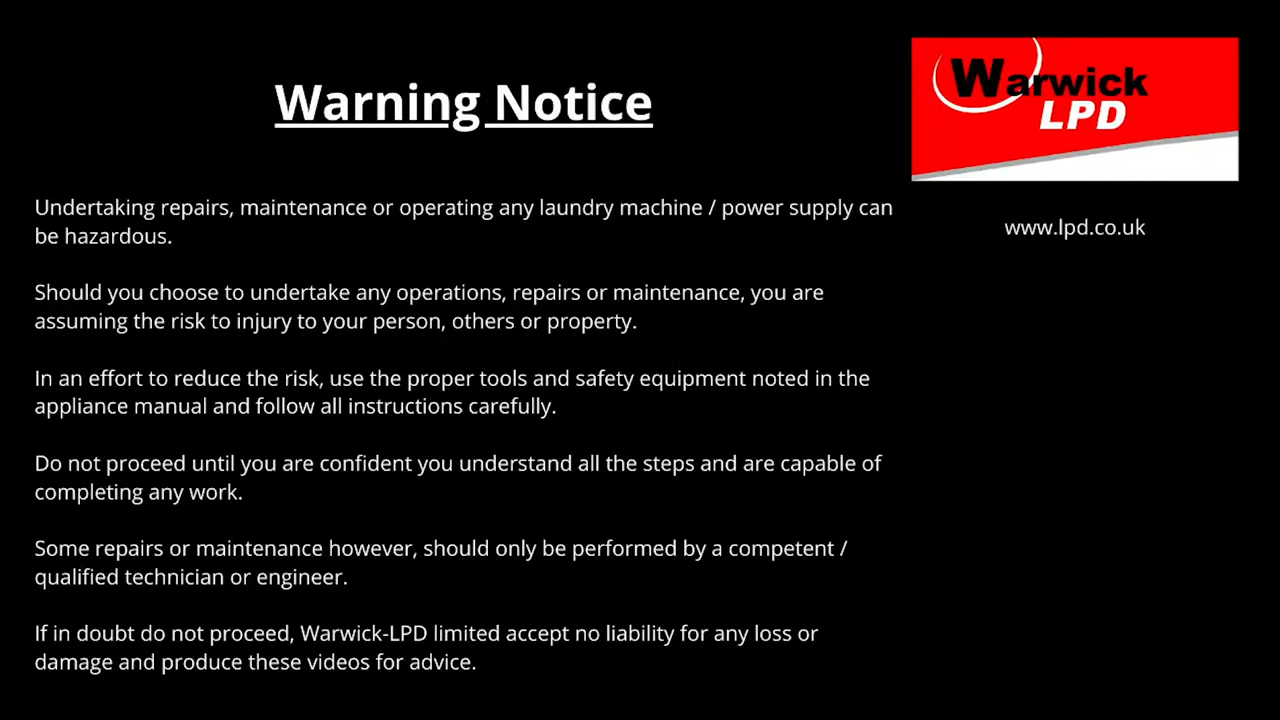 Warning Notice
Warwick
LPD
www.lpd.co.uk
Undertaking repairs, maintenance or operating any laundry machine / power supply can
be hazardous.
Should you choose to undertake any operations, repairs or maintenance, you are
assuming the risk to injury to your person, others or property.
In an effort to reduce the risk, use the proper tools and safety equipment noted in the
appliance manual and follow all instructions carefully.
Do not proceed until you are confident you understand all the steps and are capable of
completing any work.
Some repairs or maintenance however, should only be performed by a competent /
qualified technician or engineer.
If in doubt do not proceed, Warwick-LPD limited accept no liability for any loss or
damage and produce these videos for advice.